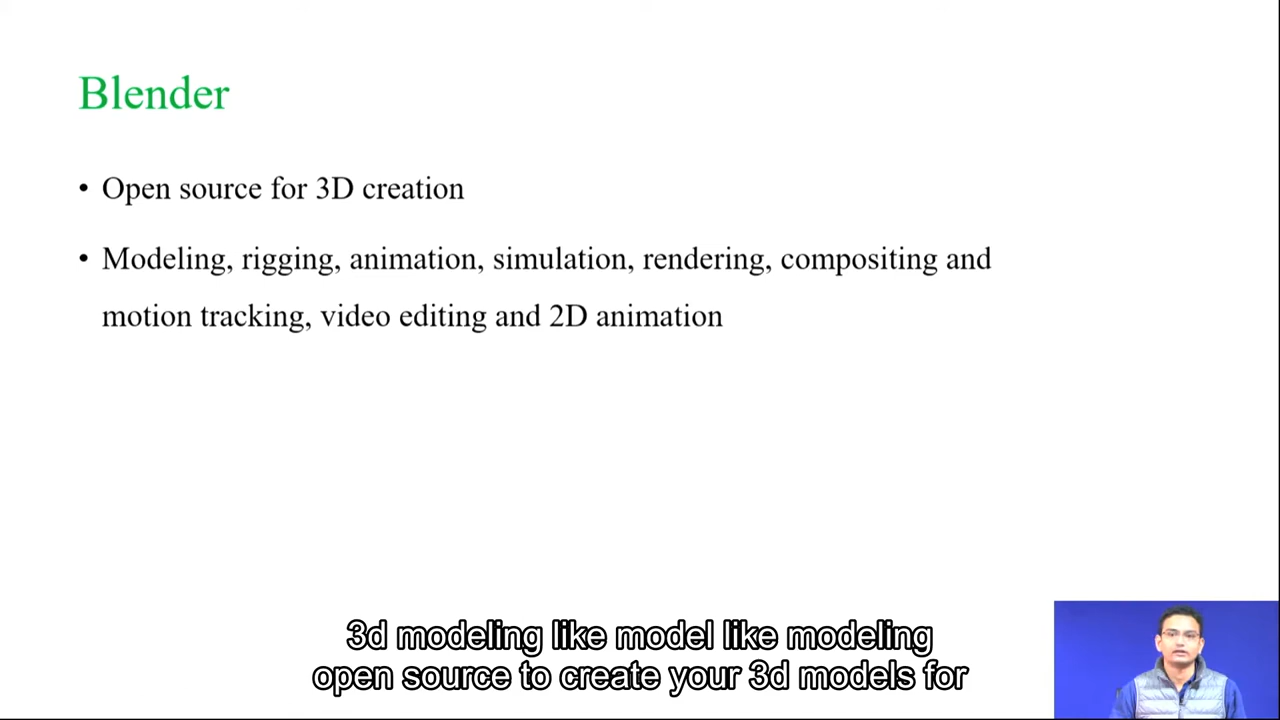 Blender
• Open source for 3D creation
• Modeling, rigging, animation, simulation, rendering, compositing and
motion tracking, video editing and 2D animation
3d modeling like model like modeling
open source to create your 3d models for